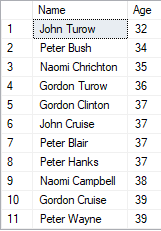 Name Age
1 John Turow 32
2 Peter Bush 34
3 Naomi Chrichton 35
4 Gordon Turow 36
5 Gordon Clinton 37
6 John Cruise 37
7 Peter Blair 37
8 Peter Hanks 37
9 Naomi Campbell 38
10 Gordon Cruise 39
11 Peter Wayne 39